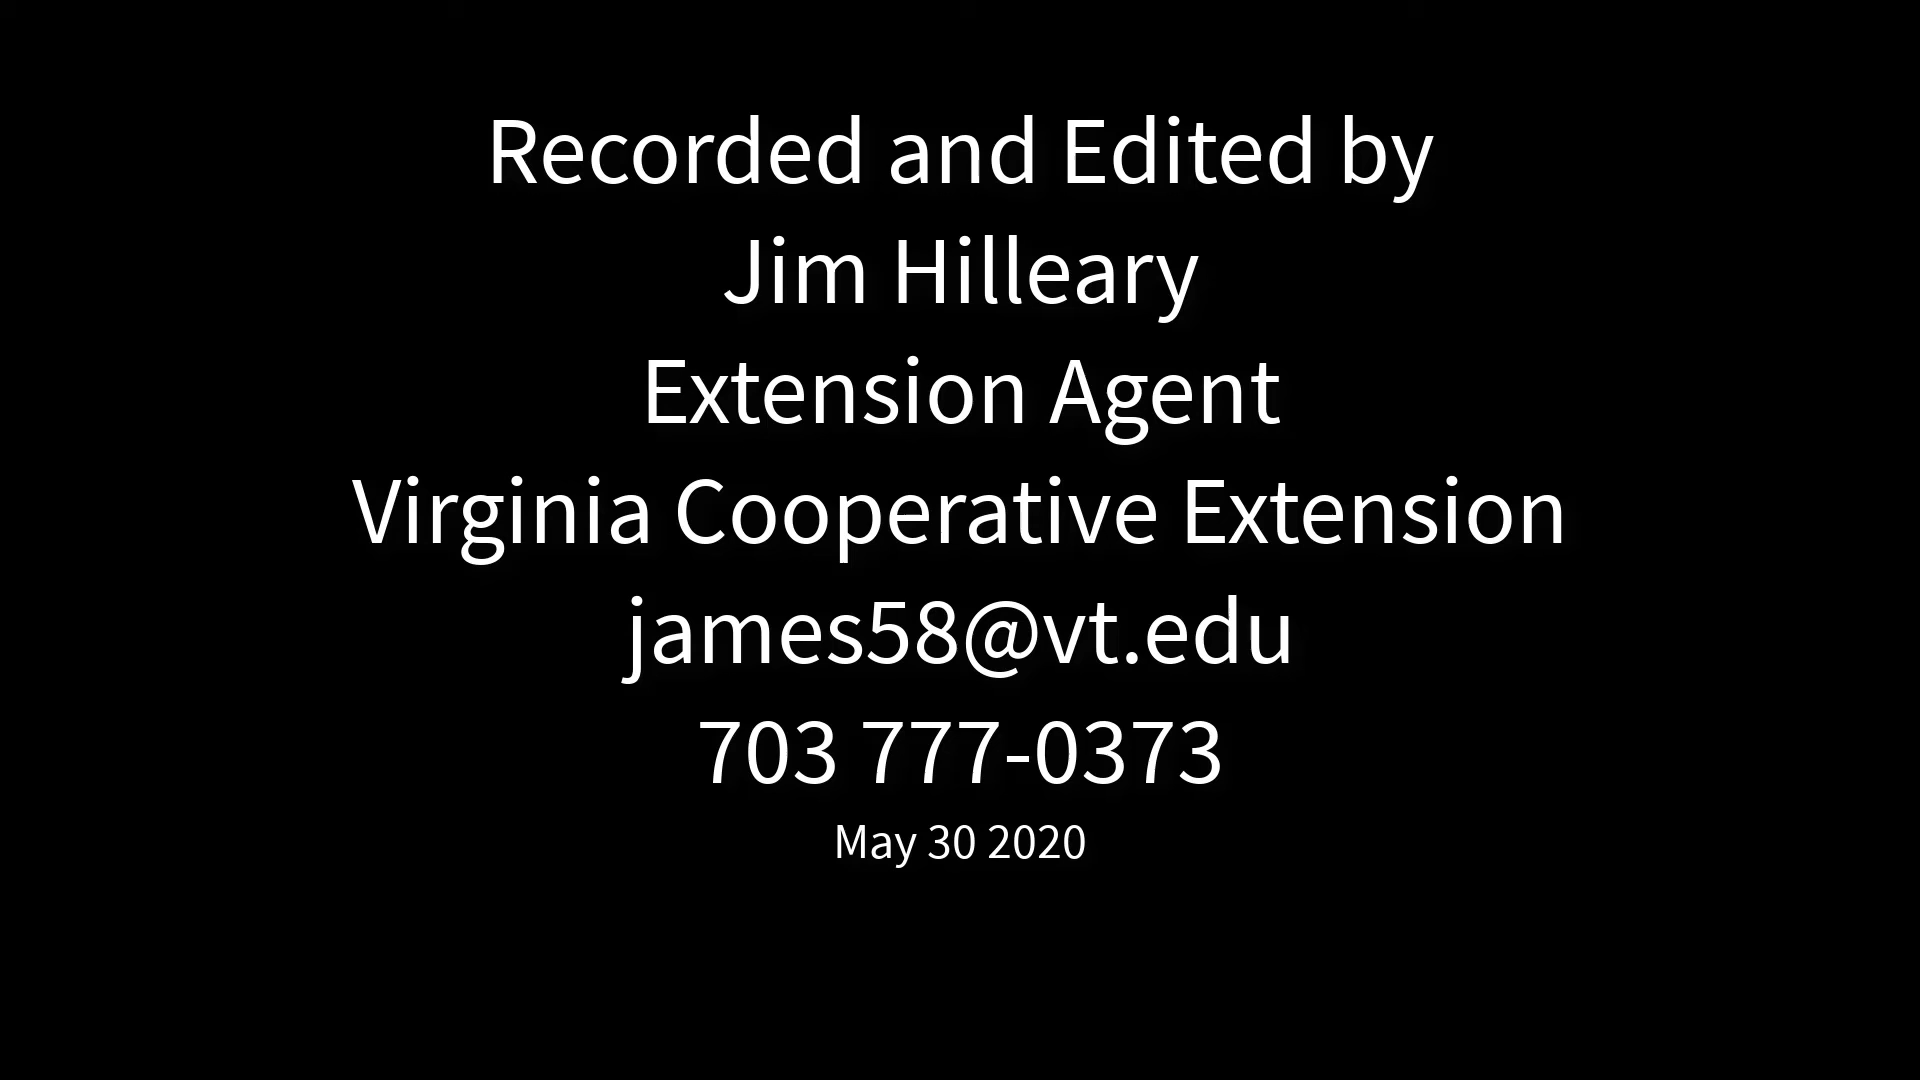 Recorded and Edited by
Jim Hilleary
Extension Agent
Virginia Cooperative Extension
james58@vt.edu
703 777-0373
May 30 2020